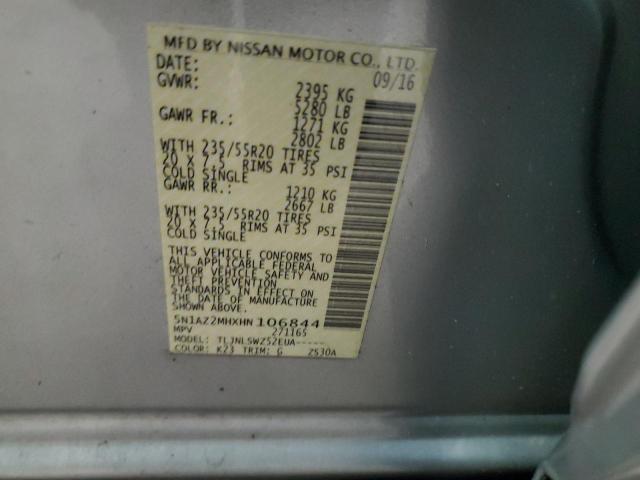 MFD BY NISSAN MOTOR CO., LTD.
DATE: 09/16
GVWR: 2395 KG
5280 LB
GAWR FR.: 1271 KG
2802 LB
WITH 235/55R20 TIRES
20 X 7.5 RIMS AT 35 PSI
COLD SINGLE
GAWR RR.: 1210 KG
2667 LB
WITH 235/55R20 TIRES
20 X 7.5 RIMS AT 35 PSI
COLD SINGLE
THIS VEHICLE CONFORMS TO
ALL APPLICABLE FEDERAL
MOTOR VEHICLE SAFETY AND
THEFT PREVENTION
STANDARDS IN EFFECT ON
THE DATE OF MANUFACTURE
SHOWN ABOVE.
5N1AZ2MHXHN106844
MPV 271165
MODEL: TLJNLSWZ52EUA-----
COLOR: K23 TRIM: G ZS30A